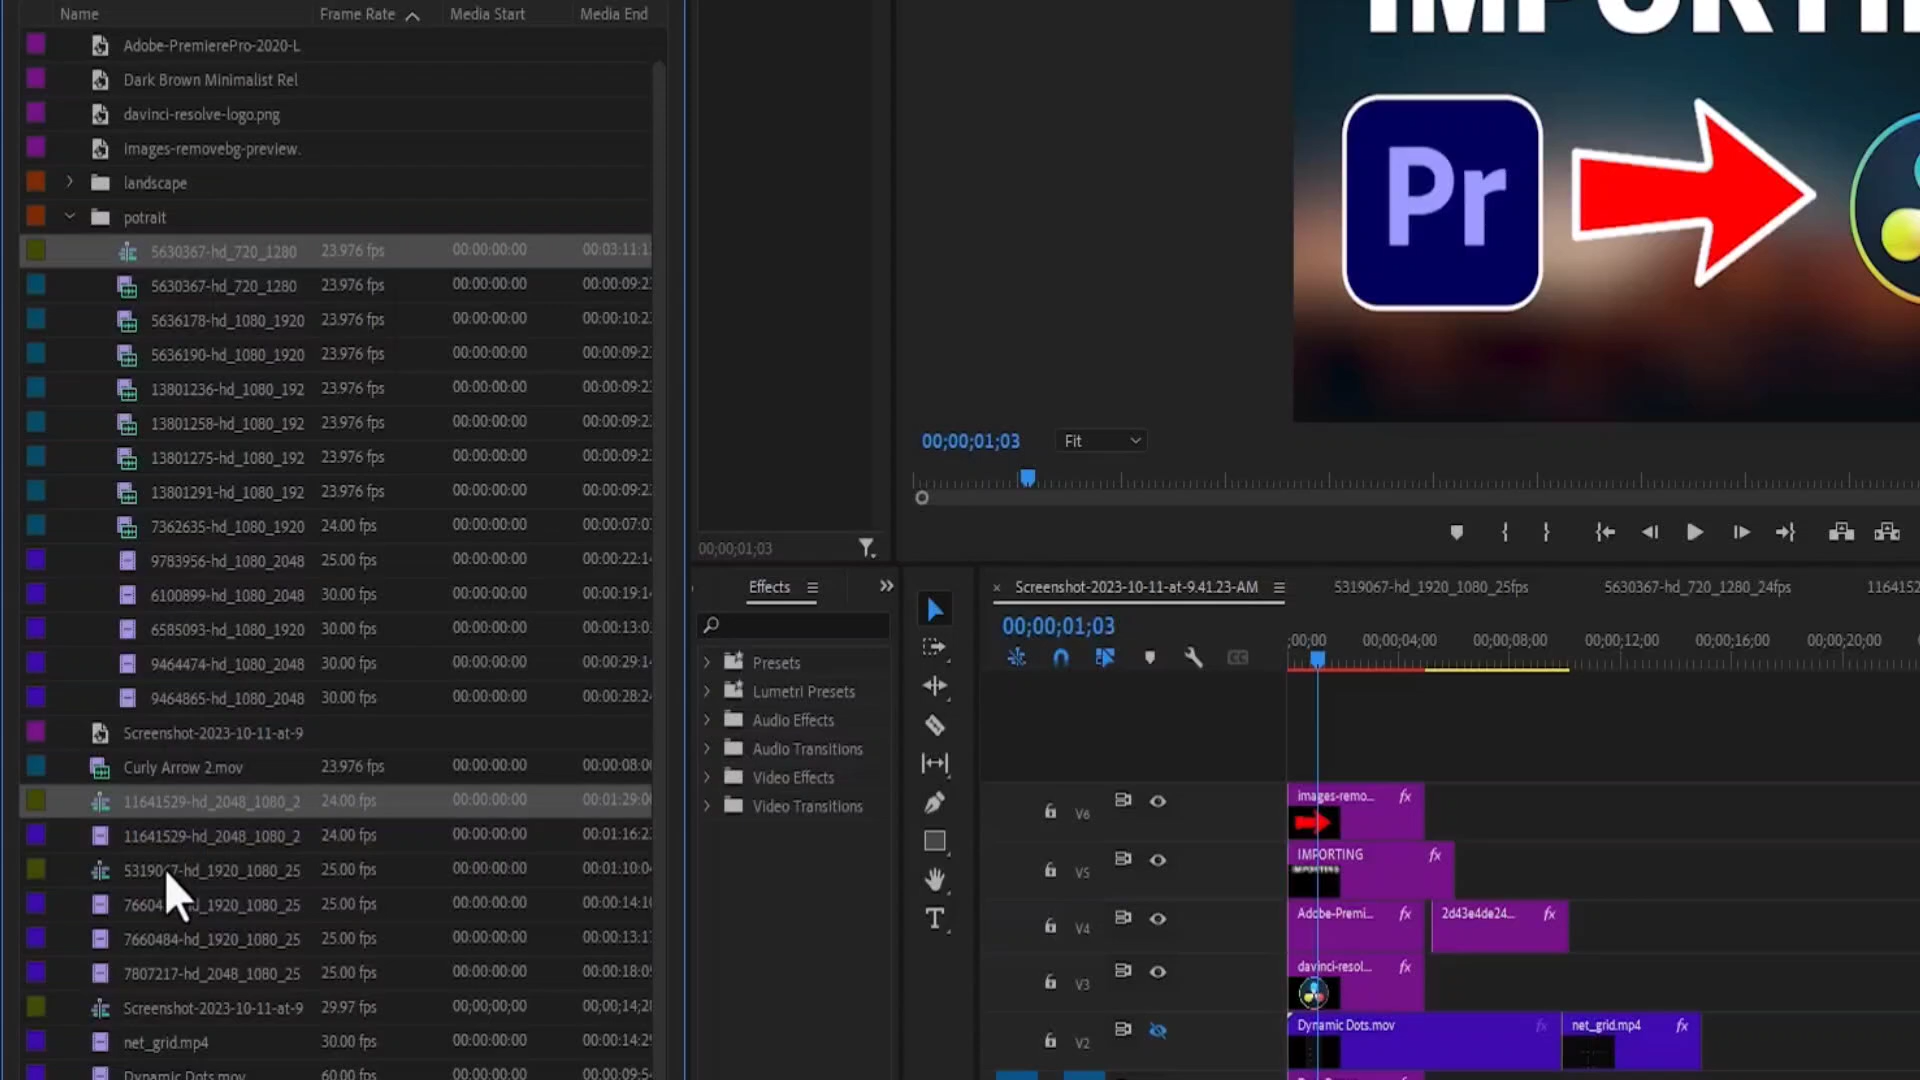 Name Frame Rate Media Start Media End
Adobe-PremierePro-2020-L
Dark Brown Minimalist Rel
davinci-resolve-logo.png
images-removebg-preview.
landscape
potrait
5630367-hd_720_1280 23.976 fps 00:00:00:00 00:03:11:1
5630367-hd_720_1280 23.976 fps 00:00:00:00 00:00:09:2
5636178-hd_1080_1920 23.976 fps 00:00:00:00 00:00:10:2
5636190-hd_1080_1920 23.976 fps 00:00:00:00 00:00:09:2
13801236-hd_1080_192 23.976 fps 00:00:00:00 00:00:09:2
13801258-hd_1080_192 23.976 fps 00:00:00:00 00:00:09:2
13801275-hd_1080_192 23.976 fps 00:00:00:00 00:00:09:2
13801291-hd_1080_192 23.976 fps 00:00:00:00 00:00:09:2
7362635-hd_1080_1920 24.00 fps 00:00:00:00 00:00:07:0
9783956-hd_1080_2048 25.00 fps 00:00:00:00 00:00:22:1
6100899-hd_1080_2048 30.00 fps 00:00:00:00 00:00:19:1
6585093-hd_1080_1920 30.00 fps 00:00:00:00 00:00:13:0
9464474-hd_1080_2048 30.00 fps 00:00:00:00 00:00:29:1
9464865-hd_1080_2048 30.00 fps 00:00:00:00 00:00:28:2
Screenshot-2023-10-11-at-9
Curly Arrow 2.mov 23.976 fps 00:00:00:00 00:00:08:0
11641529-hd_2048_1080_2 24.00 fps 00:00:00:00 00:01:29:0
11641529-hd_2048_1080_2 24.00 fps 00:00:00:00 00:01:16:2
5319067-hd_1920_1080_25 25.00 fps 00:00:00:00 00:01:10:0
_1920_1080_25 25.00 fps 00:00:00:00 00:00:14:1
7660484-hd_1920_1080_25 25.00 fps 00:00:00:00 00:00:13:1
7807217-hd_2048_1080_25 25.00 fps 00:00:00:00 00:00:18:0
Screenshot-2023-10-11-at-9 29.97 fps 00;00;00;00 00;00;14;2
net_grid.mp4 30.00 fps 00:00:00:00 00:00:14:2
Dynamic Dots.mov 60.00 fps 00:00:00:00 00:00:09:5
Pr
00;00;01;03 Fit
00;00;01;03
Effects
Presets
Lumetri Presets
Audio Effects
Audio Transitions
Video Effects
Video Transitions
T
× Screenshot-2023-10-11-at-9.41.23-AM 5319067-hd_1920_1080_25fps 5630367-hd_720_1280_24fps 1164152
00;00;01;03
;00;00 00;00;04;00 00;00;08;00 00;00;12;00 00;00;16;00 00;00;20;00
V6 images-remo... fx
V5 IMPORTING fx
V4 Adobe-Premi... fx 2d43e4de24... fx
V3 davinci-resol... fx
V2 Dynamic Dots.mov fx net_grid.mp4 fx